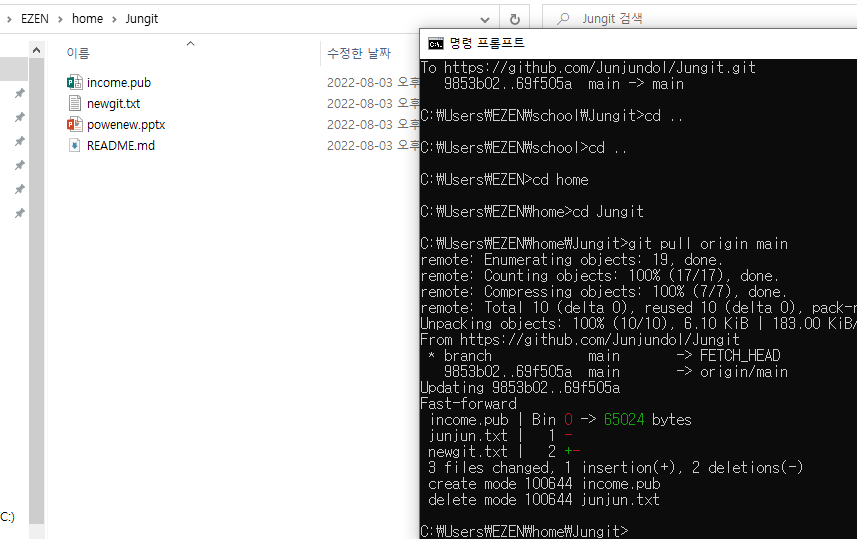 EZEN > home > Jungit
Jungit 검색
이름
수정한 날짜
income.pub
2022-08-03 오후
newgit.txt
2022-08-03 오후
powenew.pptx
2022-08-03 오후
README.md
2022-08-03 오후
C:)
명령 프롬프트
To https://github.com/Junjundol/Jungit.git
9853b02..69f505a main -> main
C:₩Users₩EZEN₩school₩Jungit>cd ..
C:₩Users₩EZEN₩school>cd ..
C:₩Users₩EZEN>cd home
C:₩Users₩EZEN₩home>cd Jungit
C:₩Users₩EZEN₩home₩Jungit>git pull origin main
remote: Enumerating objects: 19, done.
remote: Counting objects: 100% (17/17), done.
remote: Compressing objects: 100% (7/7), done.
remote: Total 10 (delta 0), reused 10 (delta 0), pack-r
Unpacking objects: 100% (10/10), 6.10 KiB | 183.00 KiB/
From https://github.com/Junjundol/Jungit
* branch main -> FETCH_HEAD
9853b02..69f505a main -> origin/main
Updating 9853b02..69f505a
Fast-forward
income.pub | Bin 0 -> 65024 bytes
junjun.txt | 1 -
newgit.txt | 2 +-
3 files changed, 1 insertion(+), 2 deletions(-)
create mode 100644 income.pub
delete mode 100644 junjun.txt
C:₩Users₩EZEN₩home₩Jungit>